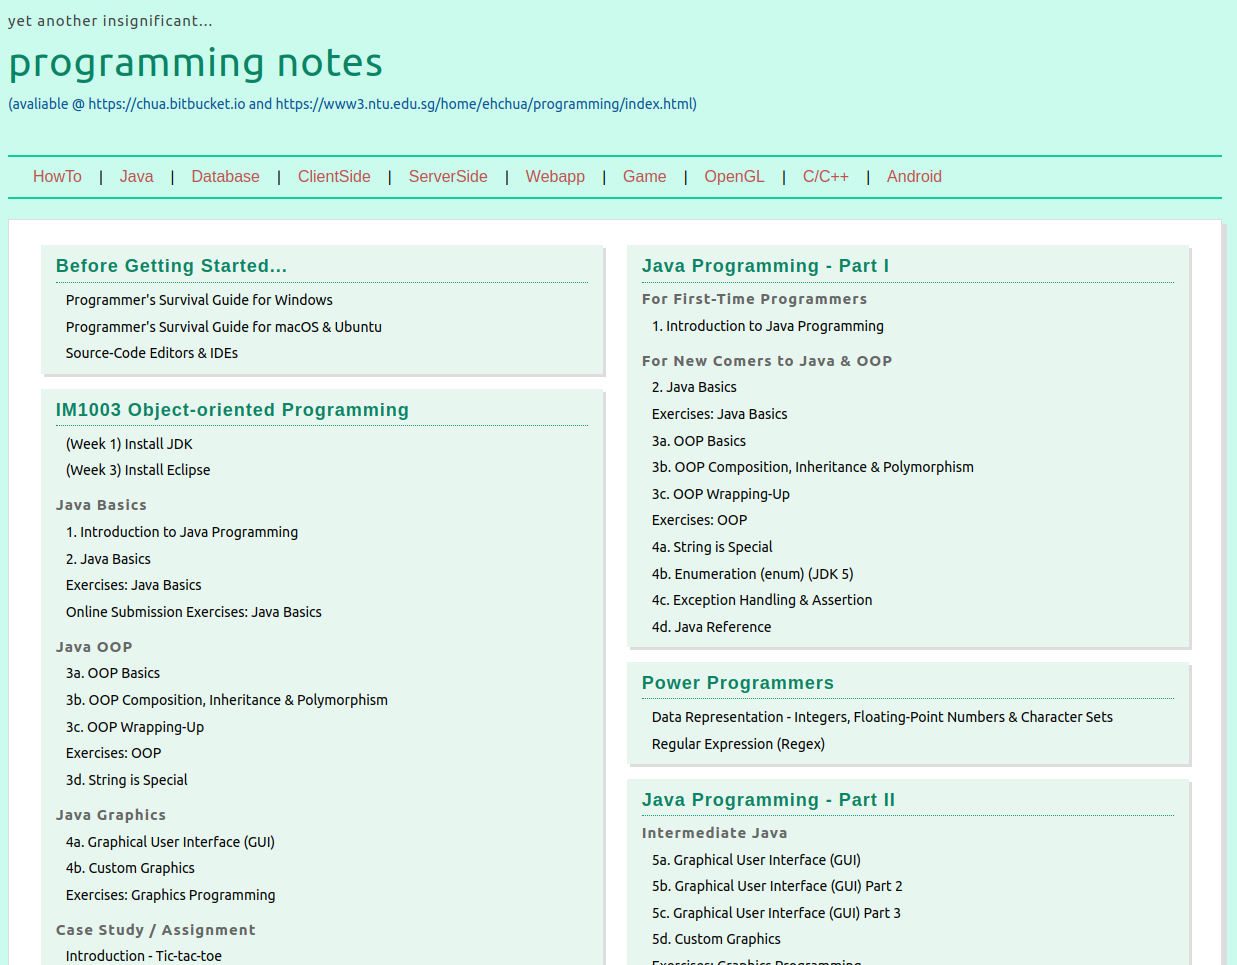 yet another insignificant...
programming notes
(avaliable @ https://chua.bitbucket.io and https://www3.ntu.edu.sg/home/ehchua/programming/index.html)
HowTo | Java | Database | ClientSide | ServerSide | Webapp | Game | OpenGL | C/C++ | Android
Before Getting Started...
Programmer's Survival Guide for Windows
Programmer's Survival Guide for macOS & Ubuntu
Source-Code Editors & IDEs
IM1003 Object-oriented Programming
(Week 1) Install JDK
(Week 3) Install Eclipse
Java Basics
1. Introduction to Java Programming
2. Java Basics
Exercises: Java Basics
Online Submission Exercises: Java Basics
Java OOP
3a. OOP Basics
3b. OOP Composition, Inheritance & Polymorphism
3c. OOP Wrapping-Up
Exercises: OOP
3d. String is Special
Java Graphics
4a. Graphical User Interface (GUI)
4b. Custom Graphics
Exercises: Graphics Programming
Case Study / Assignment
Introduction - Tic-tac-toe
Java Programming - Part I
For First-Time Programmers
1. Introduction to Java Programming
For New Comers to Java & OOP
2. Java Basics
Exercises: Java Basics
3a. OOP Basics
3b. OOP Composition, Inheritance & Polymorphism
3c. OOP Wrapping-Up
Exercises: OOP
4a. String is Special
4b. Enumeration (enum) (JDK 5)
4c. Exception Handling & Assertion
4d. Java Reference
Power Programmers
Data Representation - Integers, Floating-Point Numbers & Character Sets
Regular Expression (Regex)
Java Programming - Part II
Intermediate Java
5a. Graphical User Interface (GUI)
5b. Graphical User Interface (GUI) Part 2
5c. Graphical User Interface (GUI) Part 3
5d. Custom Graphics
Exercises: Graphics Programming